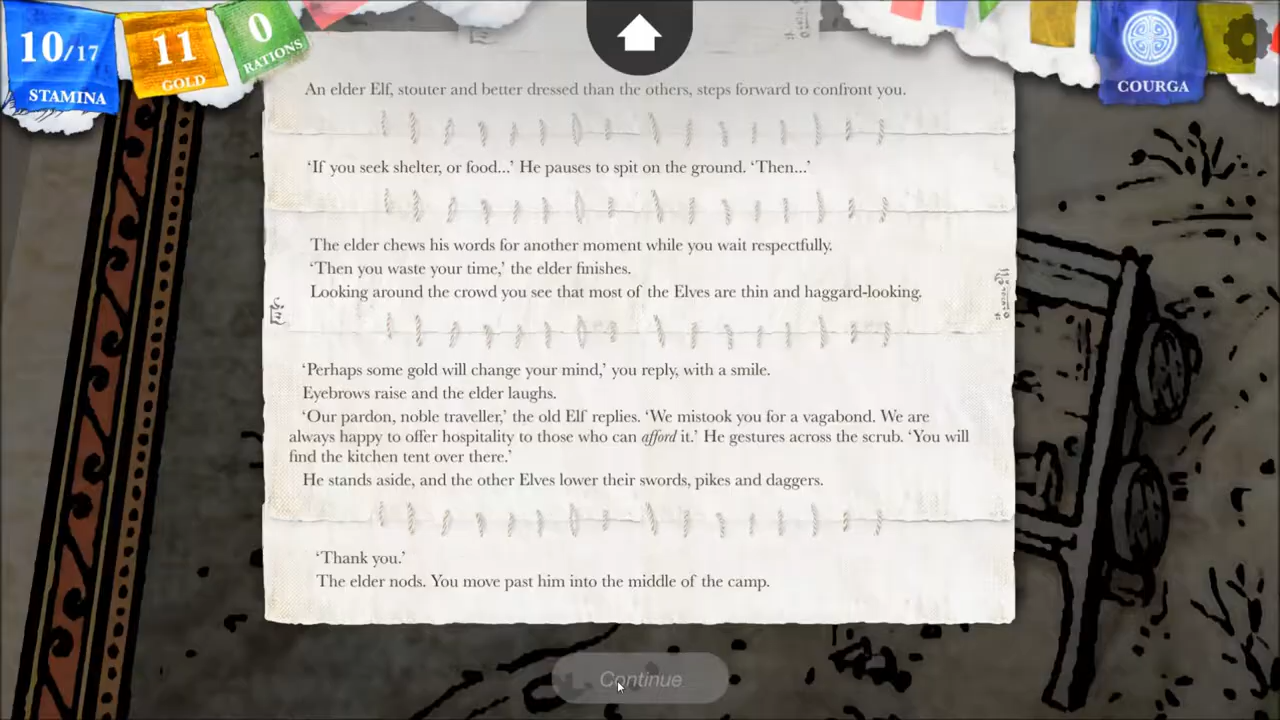 10/17
STAMINA
11
GOLD
0
RATIONS
COURGA
An elder Elf, stouter and better dressed than the others, steps forward to confront you.
‘If you seek shelter, or food...’ He pauses to spit on the ground. ‘Then...’
The elder chews his words for another moment while you wait respectfully.
‘Then you waste your time,’ the elder finishes.
Looking around the crowd you see that most of the Elves are thin and haggard-looking.
‘Perhaps some gold will change your mind,’ you reply, with a smile.
Eyebrows raise and the elder laughs.
‘Our pardon, noble traveller,’ the old Elf replies. ‘We mistook you for a vagabond. We are
always happy to offer hospitality to those who can afford it.’ He gestures across the scrub. ‘You will
find the kitchen tent over there.’
He stands aside, and the other Elves lower their swords, pikes and daggers.
‘Thank you.’
The elder nods. You move past him into the middle of the camp.
Continue